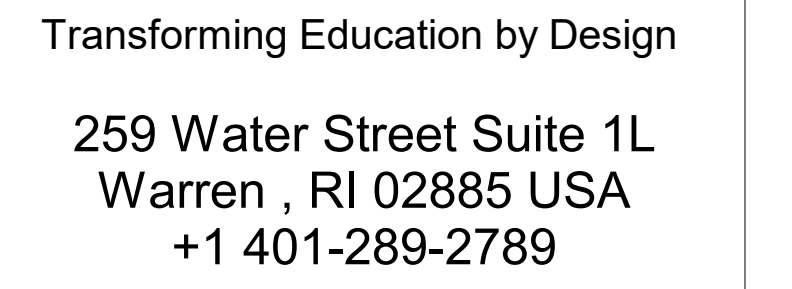 Transforming Education by Design
259 Water Street Suite 1L
Warren , RI 02885 USA
+1 401-289-2789